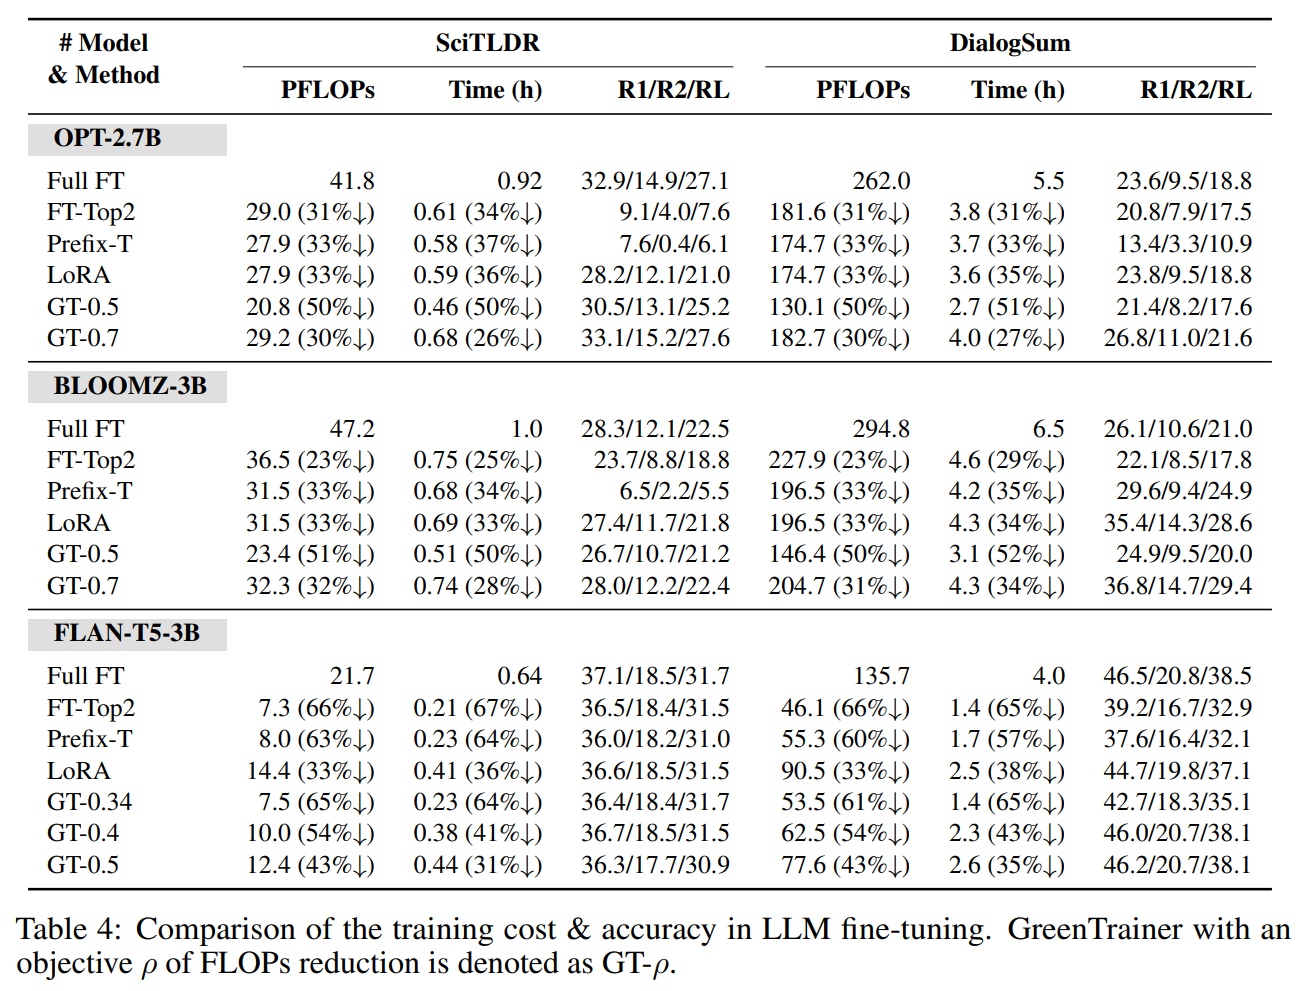 # Model SciTLDR DialogSum
& Method PFLOPs Time (h) R1/R2/RL PFLOPs Time (h) R1/R2/RL
OPT-2.7B
Full FT 41.8 0.92 32.9/14.9/27.1 262.0 5.5 23.6/9.5/18.8
FT-Top2 29.0 (31%↓) 0.61 (34%↓) 9.1/4.0/7.6 181.6 (31%↓) 3.8 (31%↓) 20.8/7.9/17.5
Prefix-T 27.9 (33%↓) 0.58 (37%↓) 7.6/0.4/6.1 174.7 (33%↓) 3.7 (33%↓) 13.4/3.3/10.9
LoRA 27.9 (33%↓) 0.59 (36%↓) 28.2/12.1/21.0 174.7 (33%↓) 3.6 (35%↓) 23.8/9.5/18.8
GT-0.5 20.8 (50%↓) 0.46 (50%↓) 30.5/13.1/25.2 130.1 (50%↓) 2.7 (51%↓) 21.4/8.2/17.6
GT-0.7 29.2 (30%↓) 0.68 (26%↓) 33.1/15.2/27.6 182.7 (30%↓) 4.0 (27%↓) 26.8/11.0/21.6
BLOOMZ-3B
Full FT 47.2 1.0 28.3/12.1/22.5 294.8 6.5 26.1/10.6/21.0
FT-Top2 36.5 (23%↓) 0.75 (25%↓) 23.7/8.8/18.8 227.9 (23%↓) 4.6 (29%↓) 22.1/8.5/17.8
Prefix-T 31.5 (33%↓) 0.68 (34%↓) 6.5/2.2/5.5 196.5 (33%↓) 4.2 (35%↓) 29.6/9.4/24.9
LoRA 31.5 (33%↓) 0.69 (33%↓) 27.4/11.7/21.8 196.5 (33%↓) 4.3 (34%↓) 35.4/14.3/28.6
GT-0.5 23.4 (51%↓) 0.51 (50%↓) 26.7/10.7/21.2 146.4 (50%↓) 3.1 (52%↓) 24.9/9.5/20.0
GT-0.7 32.3 (32%↓) 0.74 (28%↓) 28.0/12.2/22.4 204.7 (31%↓) 4.3 (34%↓) 36.8/14.7/29.4
FLAN-T5-3B
Full FT 21.7 0.64 37.1/18.5/31.7 135.7 4.0 46.5/20.8/38.5
FT-Top2 7.3 (66%↓) 0.21 (67%↓) 36.5/18.4/31.5 46.1 (66%↓) 1.4 (65%↓) 39.2/16.7/32.9
Prefix-T 8.0 (63%↓) 0.23 (64%↓) 36.0/18.2/31.0 55.3 (60%↓) 1.7 (57%↓) 37.6/16.4/32.1
LoRA 14.4 (33%↓) 0.41 (36%↓) 36.6/18.5/31.5 90.5 (33%↓) 2.5 (38%↓) 44.7/19.8/37.1
GT-0.34 7.5 (65%↓) 0.23 (64%↓) 36.4/18.4/31.7 53.5 (61%↓) 1.4 (65%↓) 42.7/18.3/35.1
GT-0.4 10.0 (54%↓) 0.38 (41%↓) 36.7/18.5/31.5 62.5 (54%↓) 2.3 (43%↓) 46.0/20.7/38.1
GT-0.5 12.4 (43%↓) 0.44 (31%↓) 36.3/17.7/30.9 77.6 (43%↓) 2.6 (35%↓) 46.2/20.7/38.1
Table 4: Comparison of the training cost & accuracy in LLM fine-tuning. GreenTrainer with an
objective ρ of FLOPs reduction is denoted as GT-ρ.